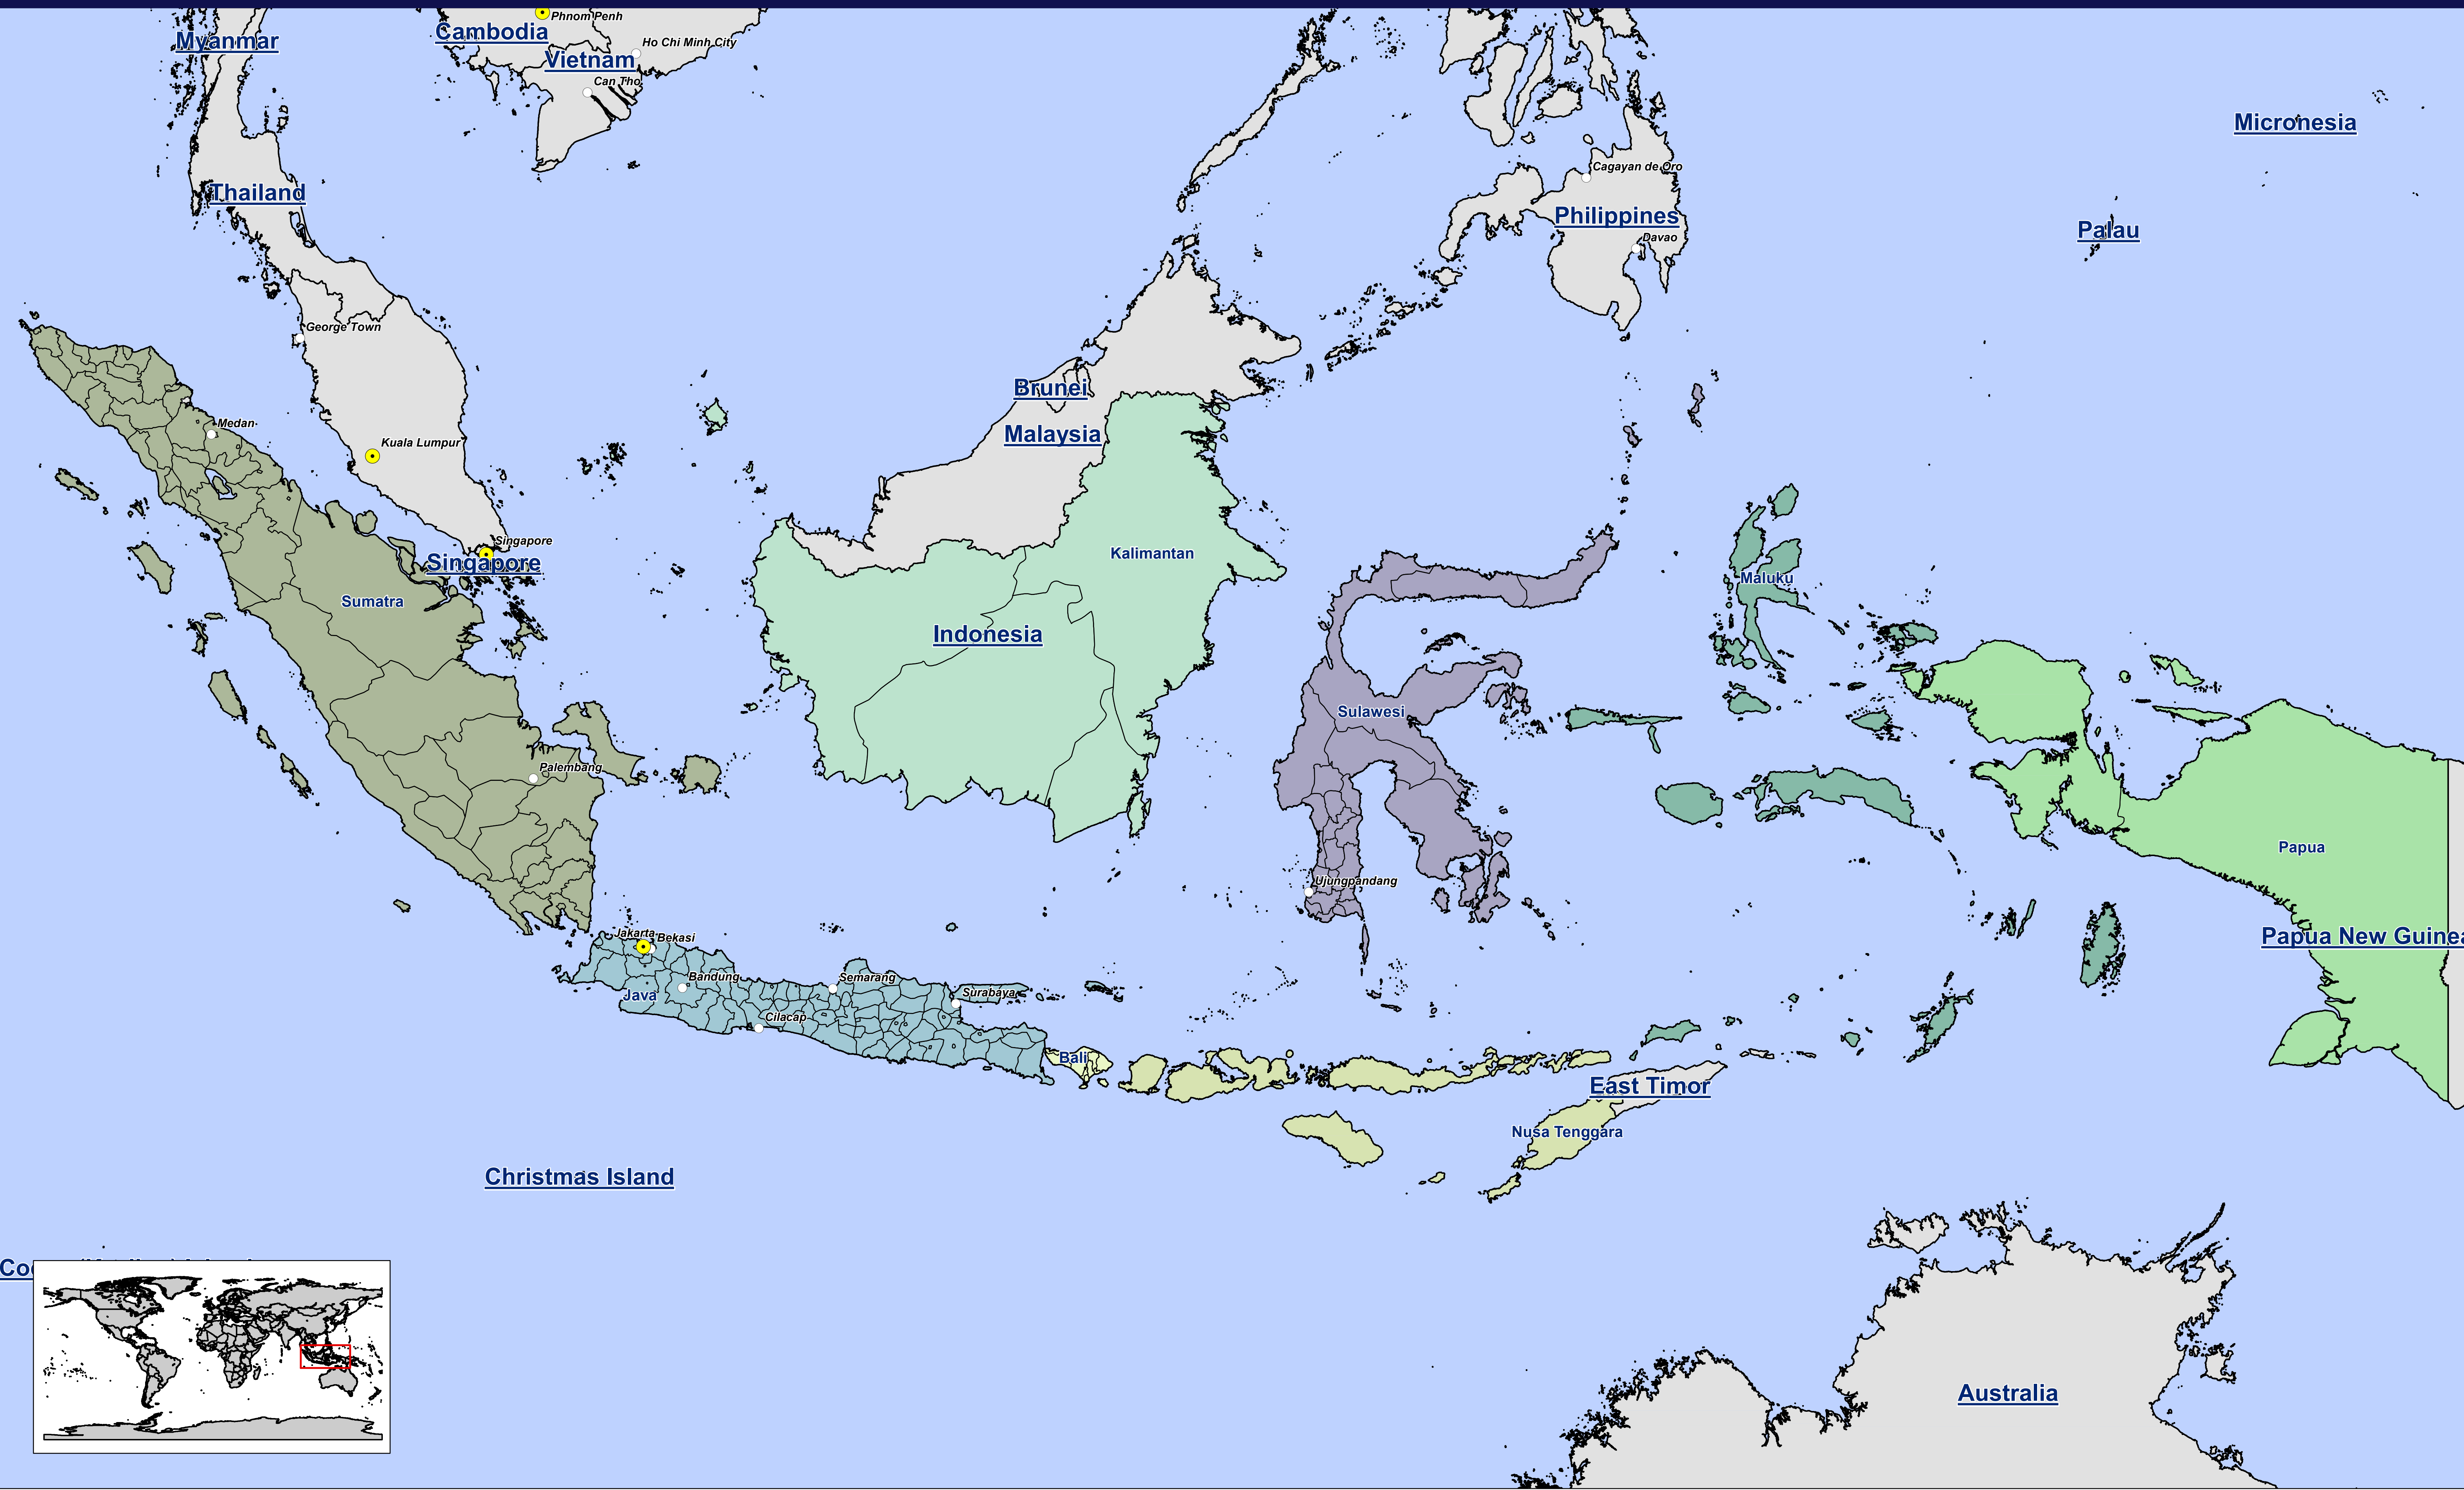 Phnom Penh
Cambodia
Myanmar
Ho Chi Minh City
Vietnam
Can Tho
Micronesia
Cagayan de Oro
Thailand
Philippines
Palau
Davao
George Town
Brunei
Medan
Malaysia
Kuala Lumpur
Singapore
Kalimantan
Singapore
Maluku
Sumatra
Indonesia
Sulawesi
Palembang
Papua
Ujungpandang
Jakarta
Bekasi
Papua New Guinea
Bandung
Semarang
Java
Surabaya
Cilacap
Bali
East Timor
Nusa Tenggara
Christmas Island
Australia